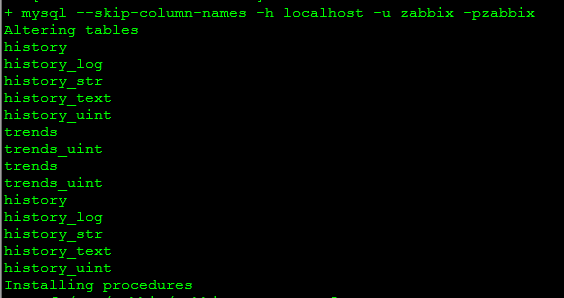 + mysql --skip-column-names -h localhost -u zabbix -pzabbix
Altering tables
history
history_log
history_str
history_text
history_uint
trends
trends_uint
trends
trends_uint
history
history_log
history_str
history_text
history_uint
Installing procedures